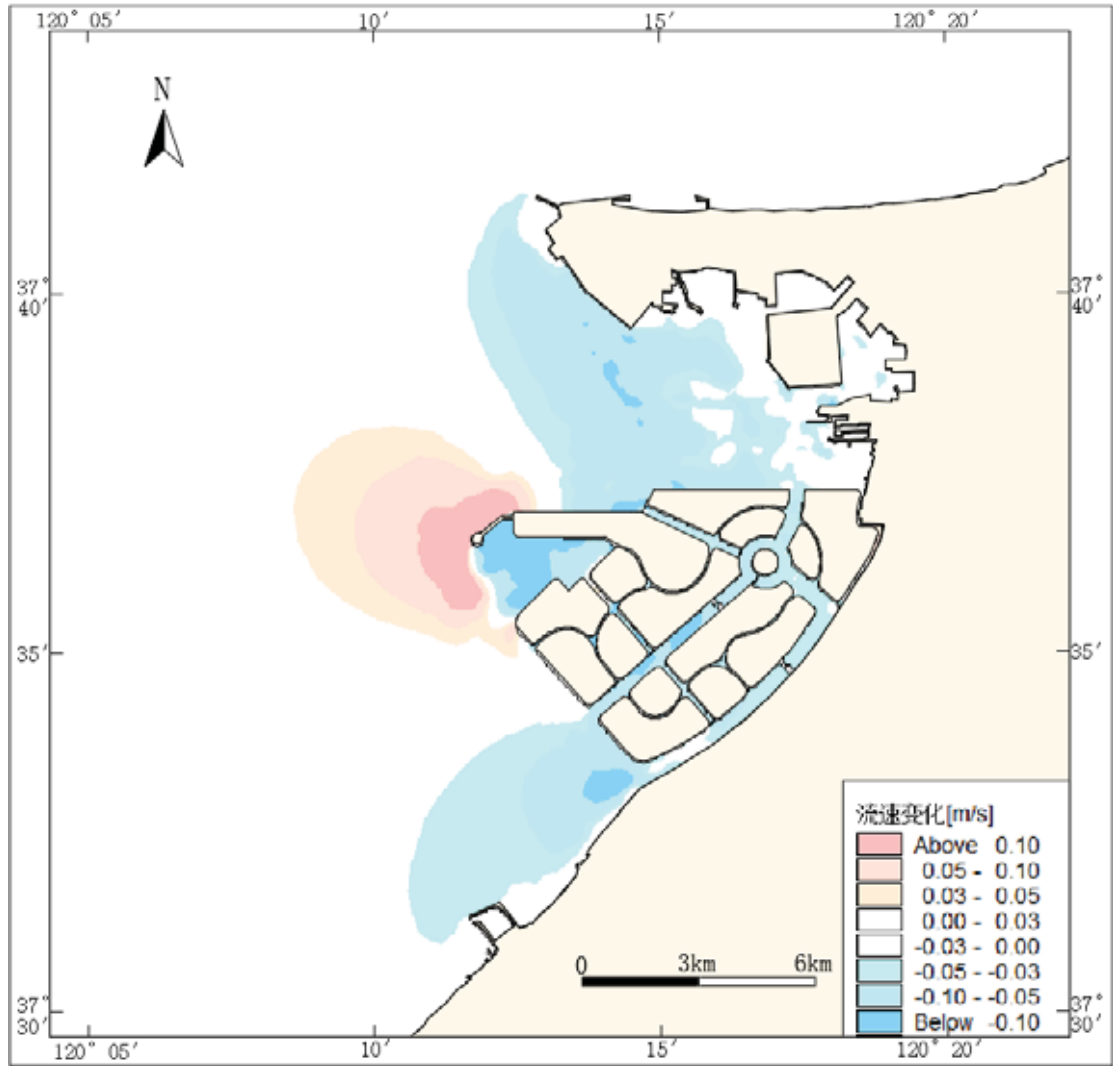 120° 05′ 10′ 15′ 120° 20′
N
37° 40′
37° 40′
35′
35′
流速变化[m/s]
Above 0.10
0.05 - 0.10
0.03 - 0.05
0.00 - 0.03
-0.03 - 0.00
-0.05 - -0.03
-0.10 - -0.05
Below -0.10
0 3km 6km
37° 30′
37° 30′
120° 05′ 10′ 15′ 120° 20′